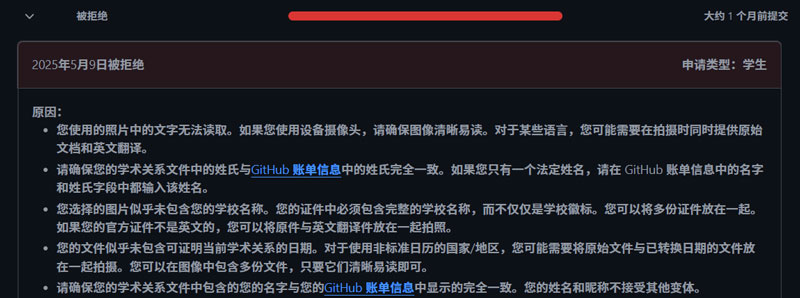 被拒绝 大约 1 个月前提交
2025年5月9日被拒绝 申请类型：学生
原因：
您使用的照片中的文字无法读取。如果您使用设备摄像头，请确保图像清晰易读。对于某些语言，您可能需要在拍摄时同时提供原始
文档和英文翻译。
请确保您的学术关系文件中的姓氏与GitHub 账单信息中的姓氏完全一致。如果您只有一个法定姓名，请在 GitHub 账单信息中的名字
和姓氏字段中都输入该姓名。
您选择的图片似乎未包含您的学校名称。您的证件中必须包含完整的学校名称，而不仅仅是学校徽标。您可以将多份证件放在一起。
如果您的官方证件不是英文的，您可以将原件与英文翻译件放在一起拍照。
您的文件似乎未包含可证明当前学术关系的日期。对于使用非标准日历的国家/地区，您可能需要将原始文件与已转换日期的文件放
在一起拍摄。您可以在图像中包含多份文件，只要它们清晰易读即可。
请确保您的学术关系文件中包含的您的名字与您的GitHub 账单信息中显示的完全一致。您的姓名和昵称不接受其他变体。